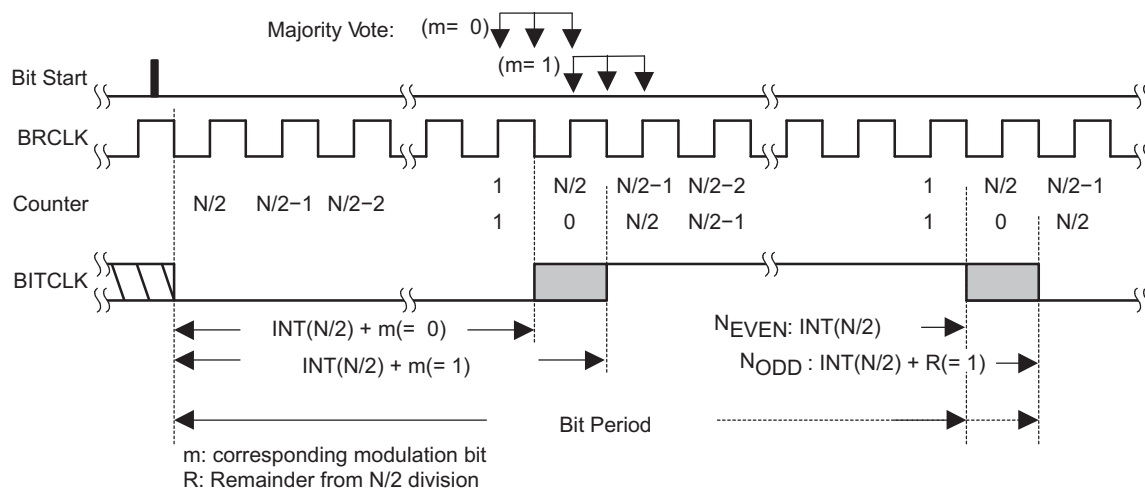 Majority Vote: (m= 0)
(m= 1)
Bit Start
BRCLK
Counter
1 N/2 N/2−1 N/2−2 1 N/2 N/2−1
N/2 N/2−1 N/2−2
1 0 N/2 N/2−1 1 0 N/2
BITCLK
INT(N/2) + m(= 0)
NEVEN: INT(N/2)
INT(N/2) + m(= 1)
NODD : INT(N/2) + R(= 1)
Bit Period
m: corresponding modulation bit
R: Remainder from N/2 division